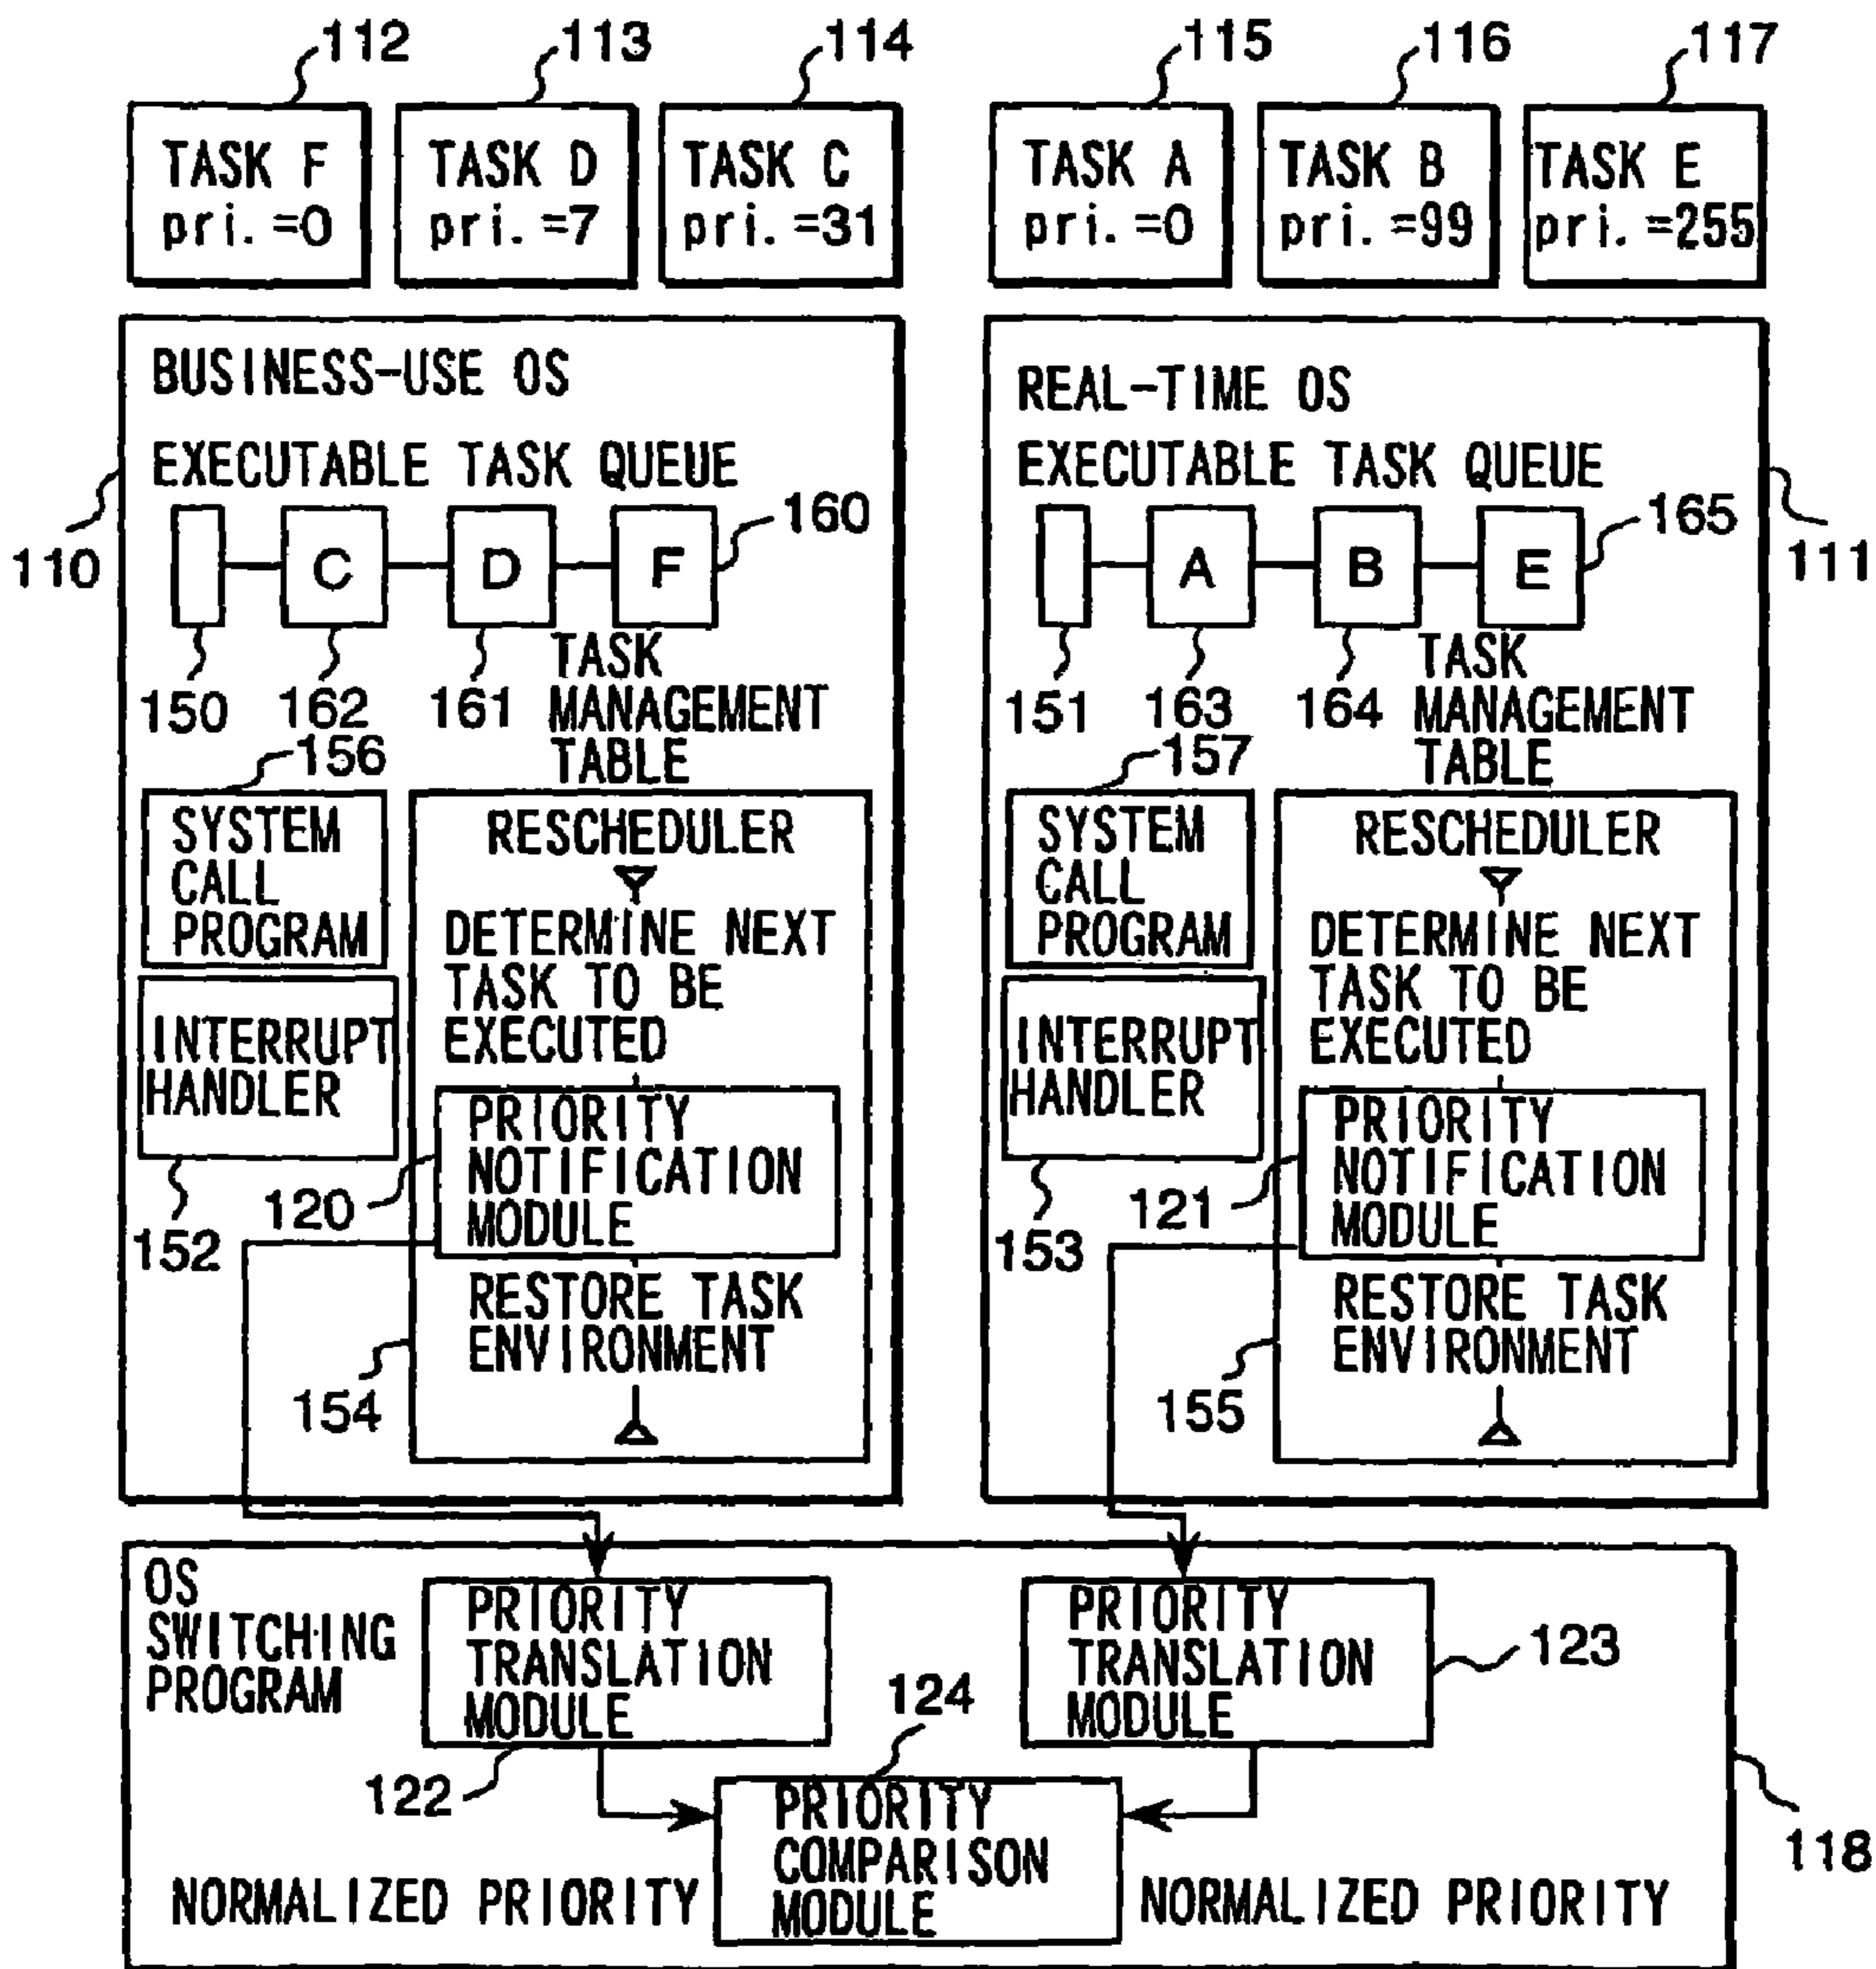 112
113
114
115
116
117
TASK F
pri.=0
TASK D
pri.=7
TASK C
pri.=31
TASK A
pri.=0
TASK B
pri.=99
TASK E
pri.=255
BUSINESS-USE OS
EXECUTABLE TASK QUEUE
110
C
D
F
160
150
162
161
TASK
MANAGEMENT
TABLE
156
SYSTEM
CALL
PROGRAM
INTERRUPT
HANDLER
152
RESCHEDULER
DETERMINE NEXT
TASK TO BE
EXECUTED
PRIORITY
NOTIFICATION
MODULE
120
RESTORE TASK
ENVIRONMENT
154
REAL-TIME OS
EXECUTABLE TASK QUEUE
111
A
B
E
165
151
163
164
TASK
MANAGEMENT
TABLE
157
SYSTEM
CALL
PROGRAM
INTERRUPT
HANDLER
153
RESCHEDULER
DETERMINE NEXT
TASK TO BE
EXECUTED
PRIORITY
NOTIFICATION
MODULE
121
RESTORE TASK
ENVIRONMENT
155
OS
SWITCHING
PROGRAM
PRIORITY
TRANSLATION
MODULE
122
PRIORITY
TRANSLATION
MODULE
123
124
PRIORITY
COMPARISON
MODULE
NORMALIZED PRIORITY
NORMALIZED PRIORITY
118